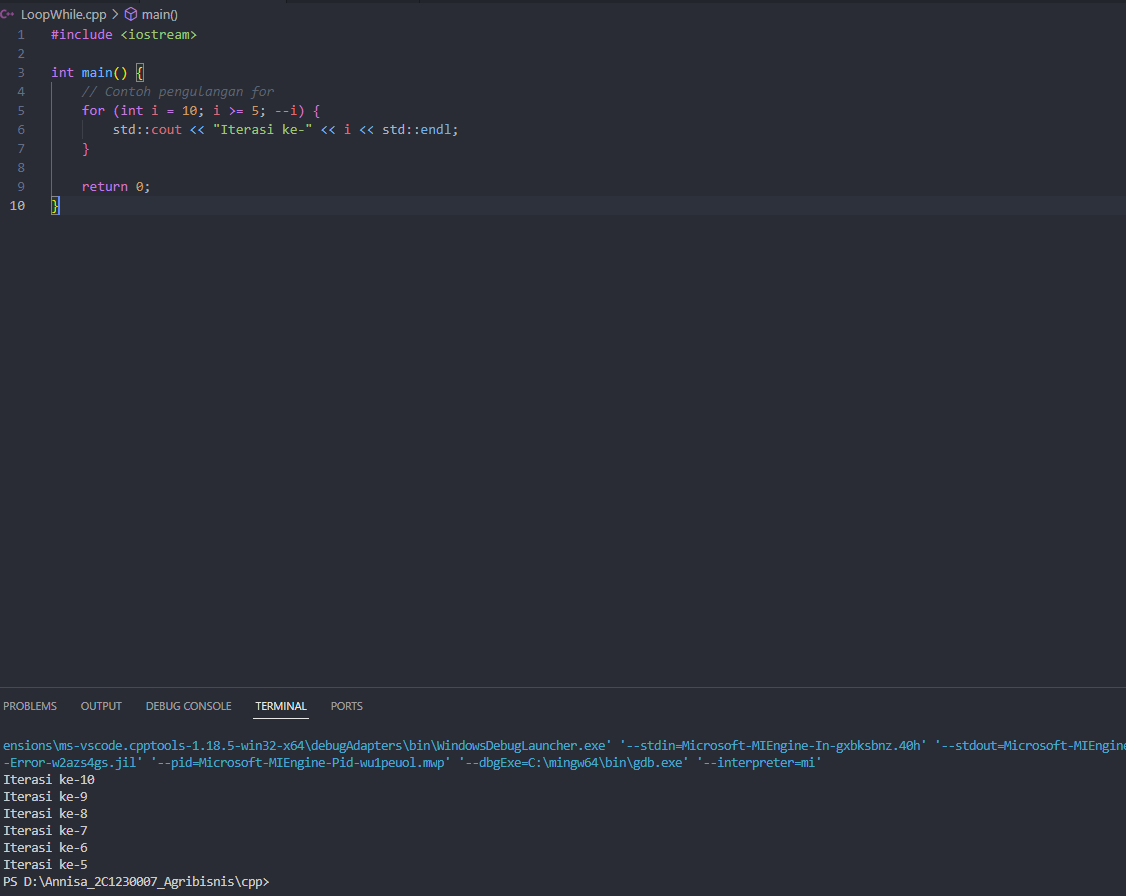 LoopWhile.cpp > main()
1 #include <iostream>
2
3 int main() {
4     // Contoh pengulangan for
5     for (int i = 10; i >= 5; --i) {
6         std::cout << "Iterasi ke-" << i << std::endl;
7     }
8
9     return 0;
10 }
PROBLEMS OUTPUT DEBUG CONSOLE TERMINAL PORTS
ensions\ms-vscode.cpptools-1.18.5-win32-x64\debugAdapters\bin\WindowsDebugLauncher.exe' '--stdin=Microsoft-MIEngine-In-gxbksbnz.40h' '--stdout=Microsoft-MIEngine
-Error-w2azs4gs.jil' '--pid=Microsoft-MIEngine-Pid-wu1peuol.mwp' '--dbgExe=C:\mingw64\bin\gdb.exe' '--interpreter=mi'
Iterasi ke-10
Iterasi ke-9
Iterasi ke-8
Iterasi ke-7
Iterasi ke-6
Iterasi ke-5
PS D:\Annisa_2C1230007_Agribisnis\cpp>